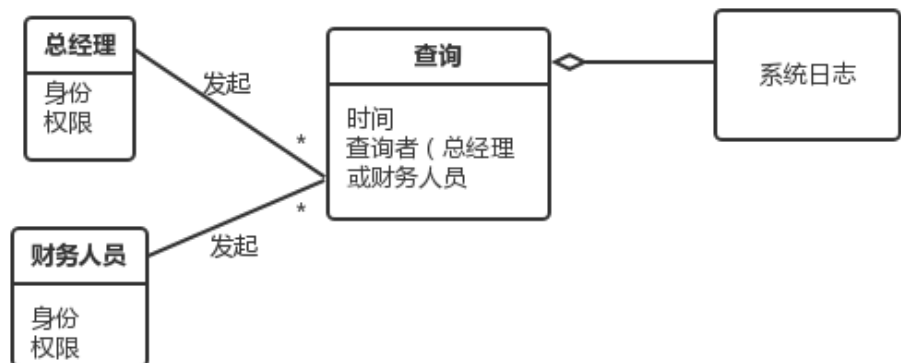 总经理
身份
权限
发起
*
查询
时间
查询者（总经理
或财务人员
系统日志
*
发起
财务人员
身份
权限